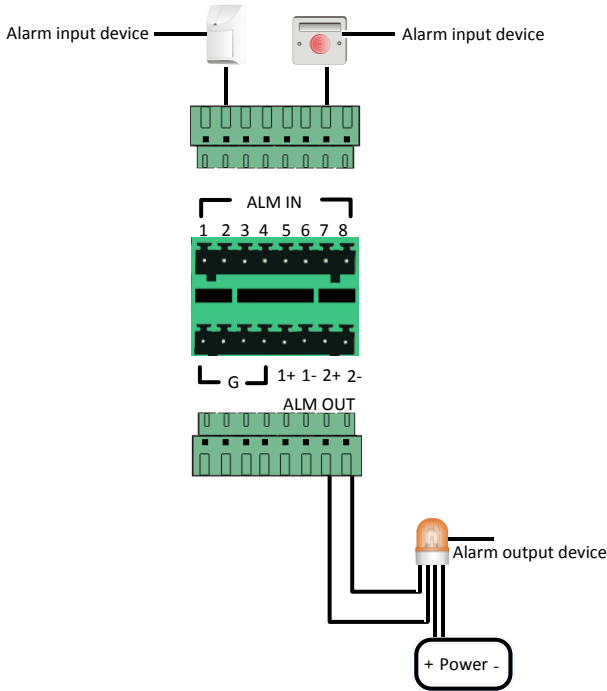 Alarm input device
Alarm input device
ALM IN
1 2 3 4 5 6 7 8
G 1+ 1- 2+ 2-
ALM OUT
Alarm output device
+ Power -